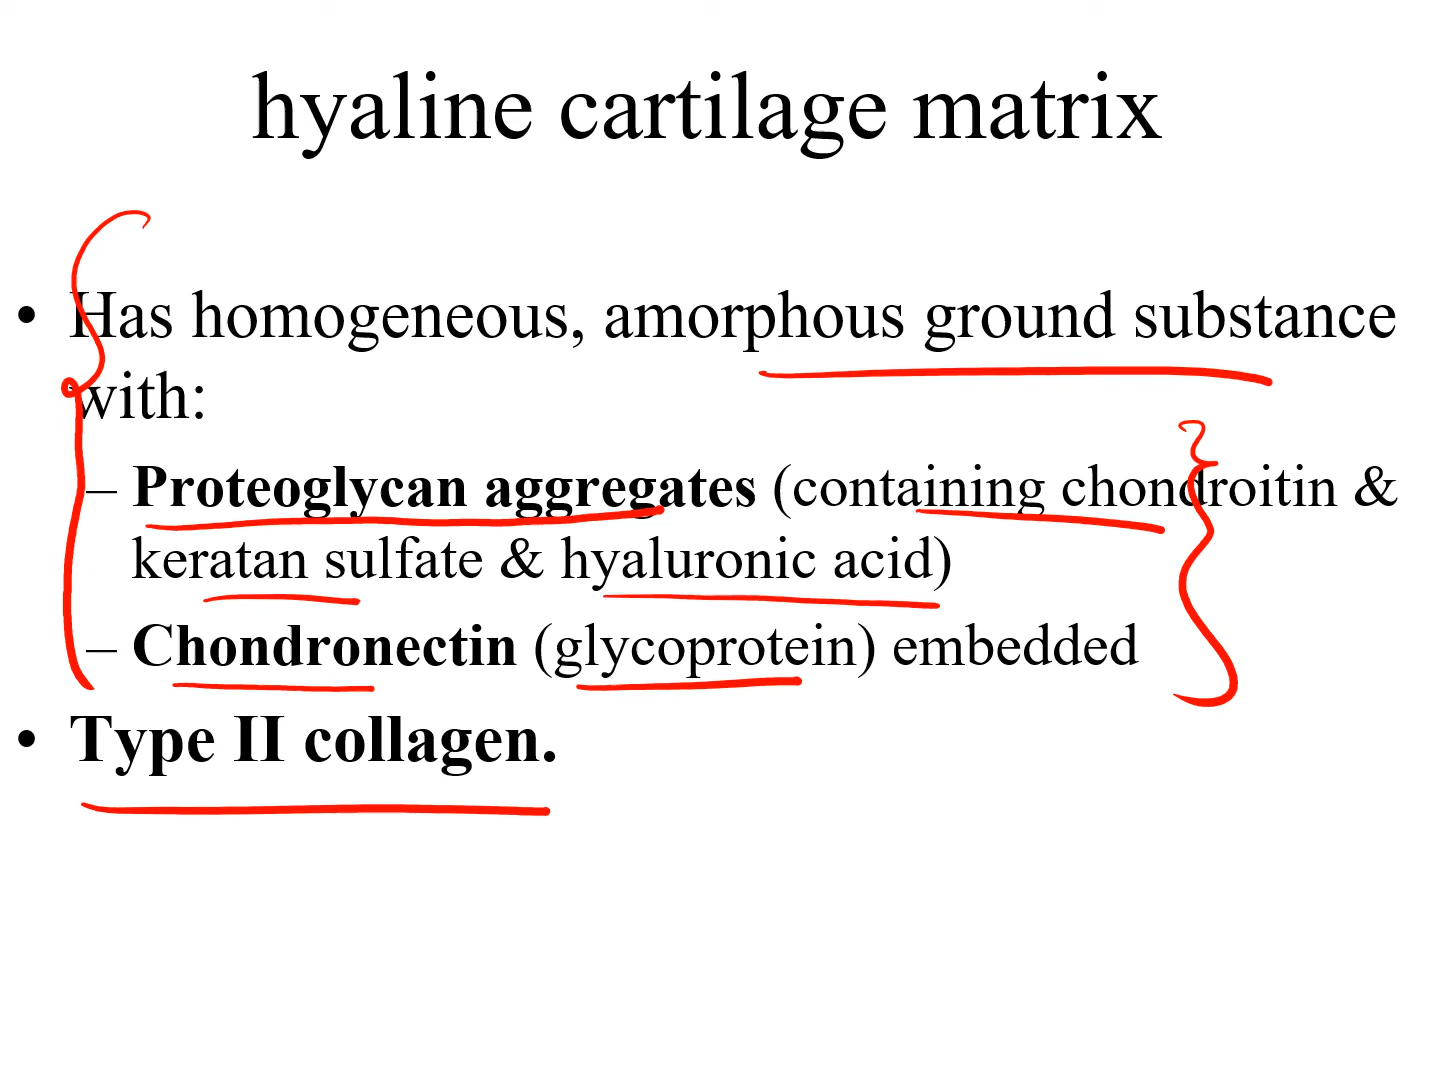 hyaline cartilage matrix
• Has homogeneous, amorphous ground substance
with:
– Proteoglycan aggregates (containing chondroitin &
keratan sulfate & hyaluronic acid)
– Chondronectin (glycoprotein) embedded
• Type II collagen.